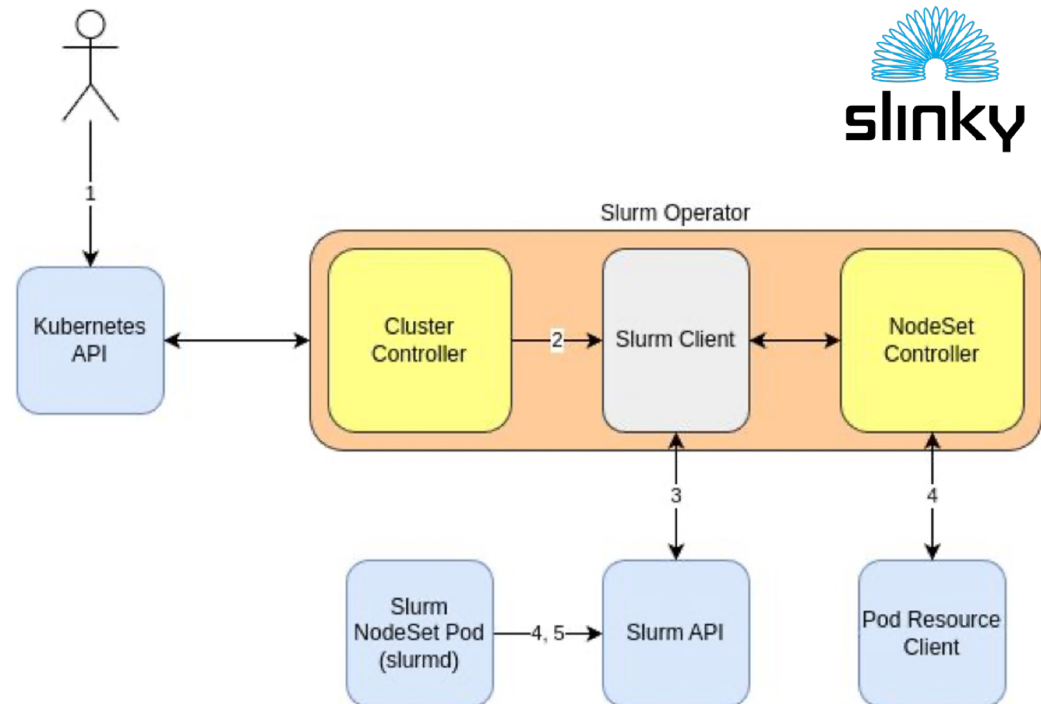 slinky
1
Slurm Operator
Kubernetes
API
Cluster
Controller
2
Slurm Client
NodeSet
Controller
3
4
Slurm
NodeSet Pod
(slurmd)
4, 5
Slurm API
Pod Resource
Client